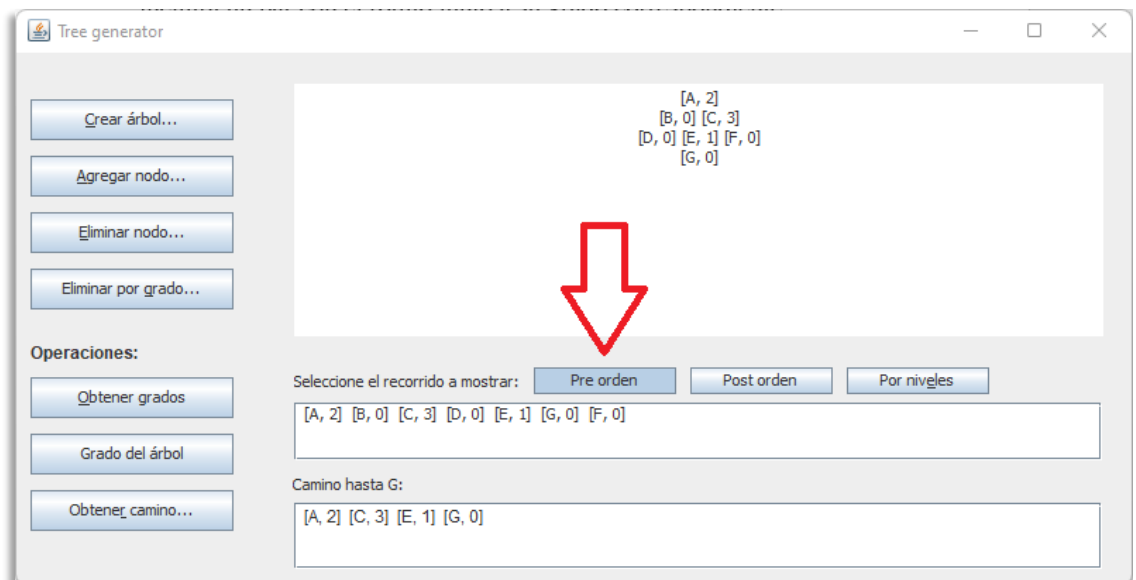 Tree generator
Crear árbol...
Agregar nodo...
Eliminar nodo...
Eliminar por grado...
Operaciones:
Obtener grados
Grado del árbol
Obtener camino...
[A, 2]
[B, 0] [C, 3]
[D, 0] [E, 1] [F, 0]
[G, 0]
Seleccione el recorrido a mostrar: Pre orden Post orden Por niveles
[A, 2] [B, 0] [C, 3] [D, 0] [E, 1] [G, 0] [F, 0]
Camino hasta G:
[A, 2] [C, 3] [E, 1] [G, 0]